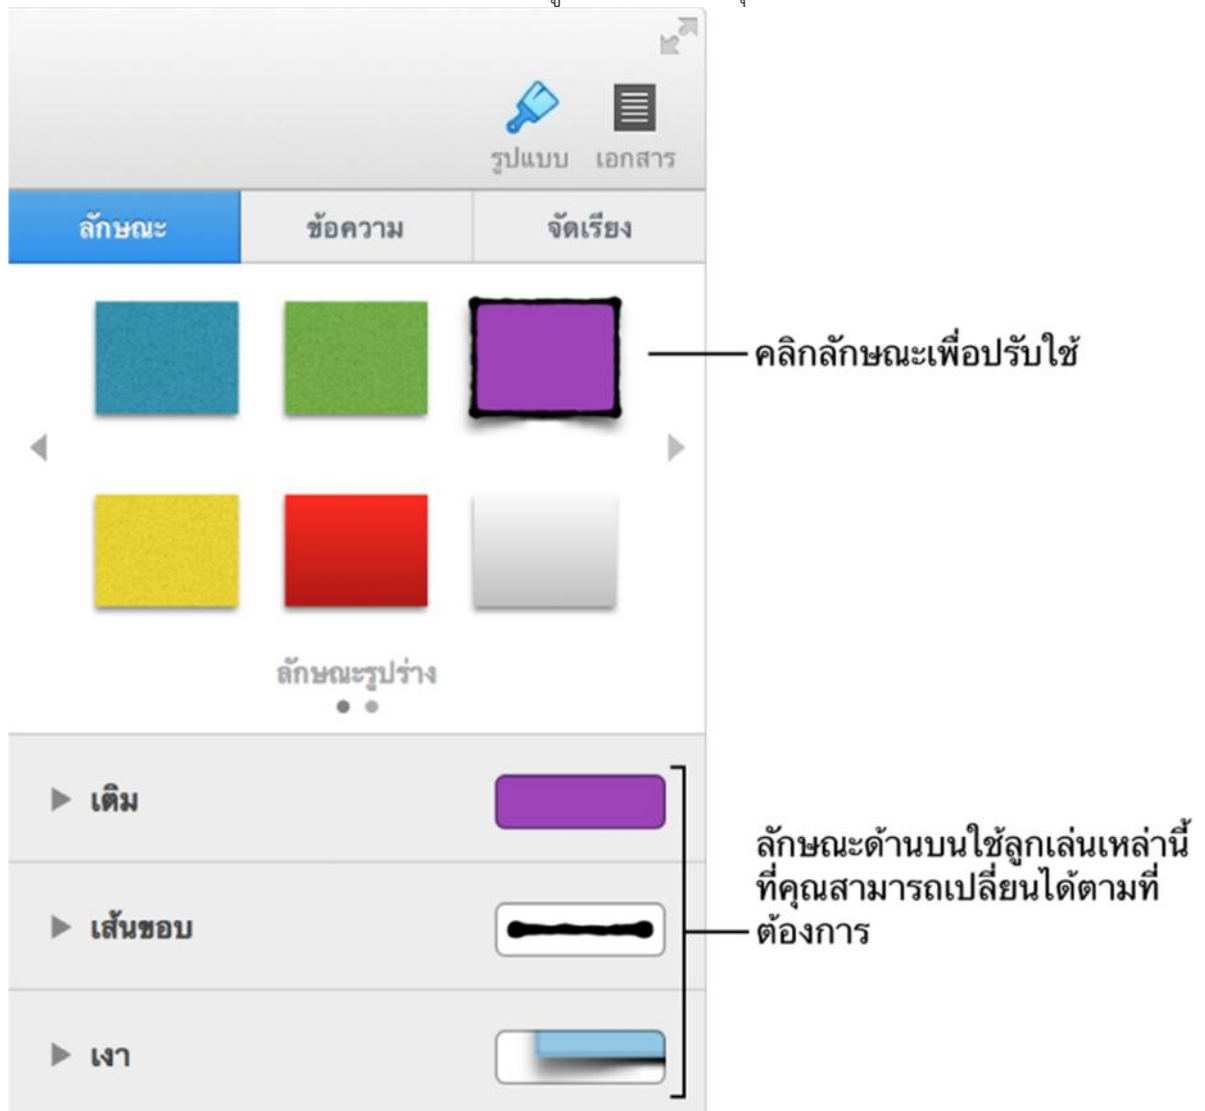 รูปแบบ เอกสาร
ลักษณะ ข้อความ จัดเรียง
คลิกลักษณะเพื่อปรับใช้
ลักษณะรูปร่าง
เติม
เส้นขอบ
เงา
ลักษณะด้านบนใช้ลูกเล่นเหล่านี้
ที่คุณสามารถเปลี่ยนได้ตามที่
ต้องการ